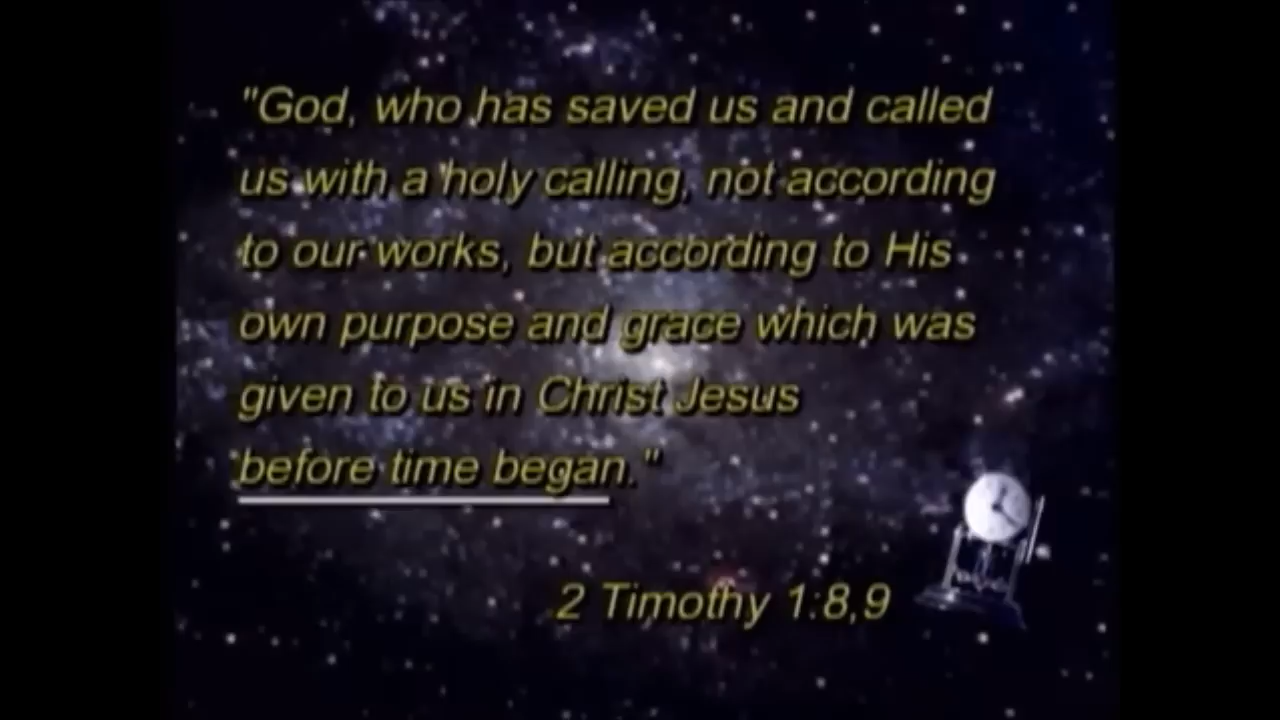 "God, who has saved us and called
us with a holy calling, not according
to our works, but according to His
own purpose and grace which was
given to us in Christ Jesus
before time began."
2 Timothy 1:8,9